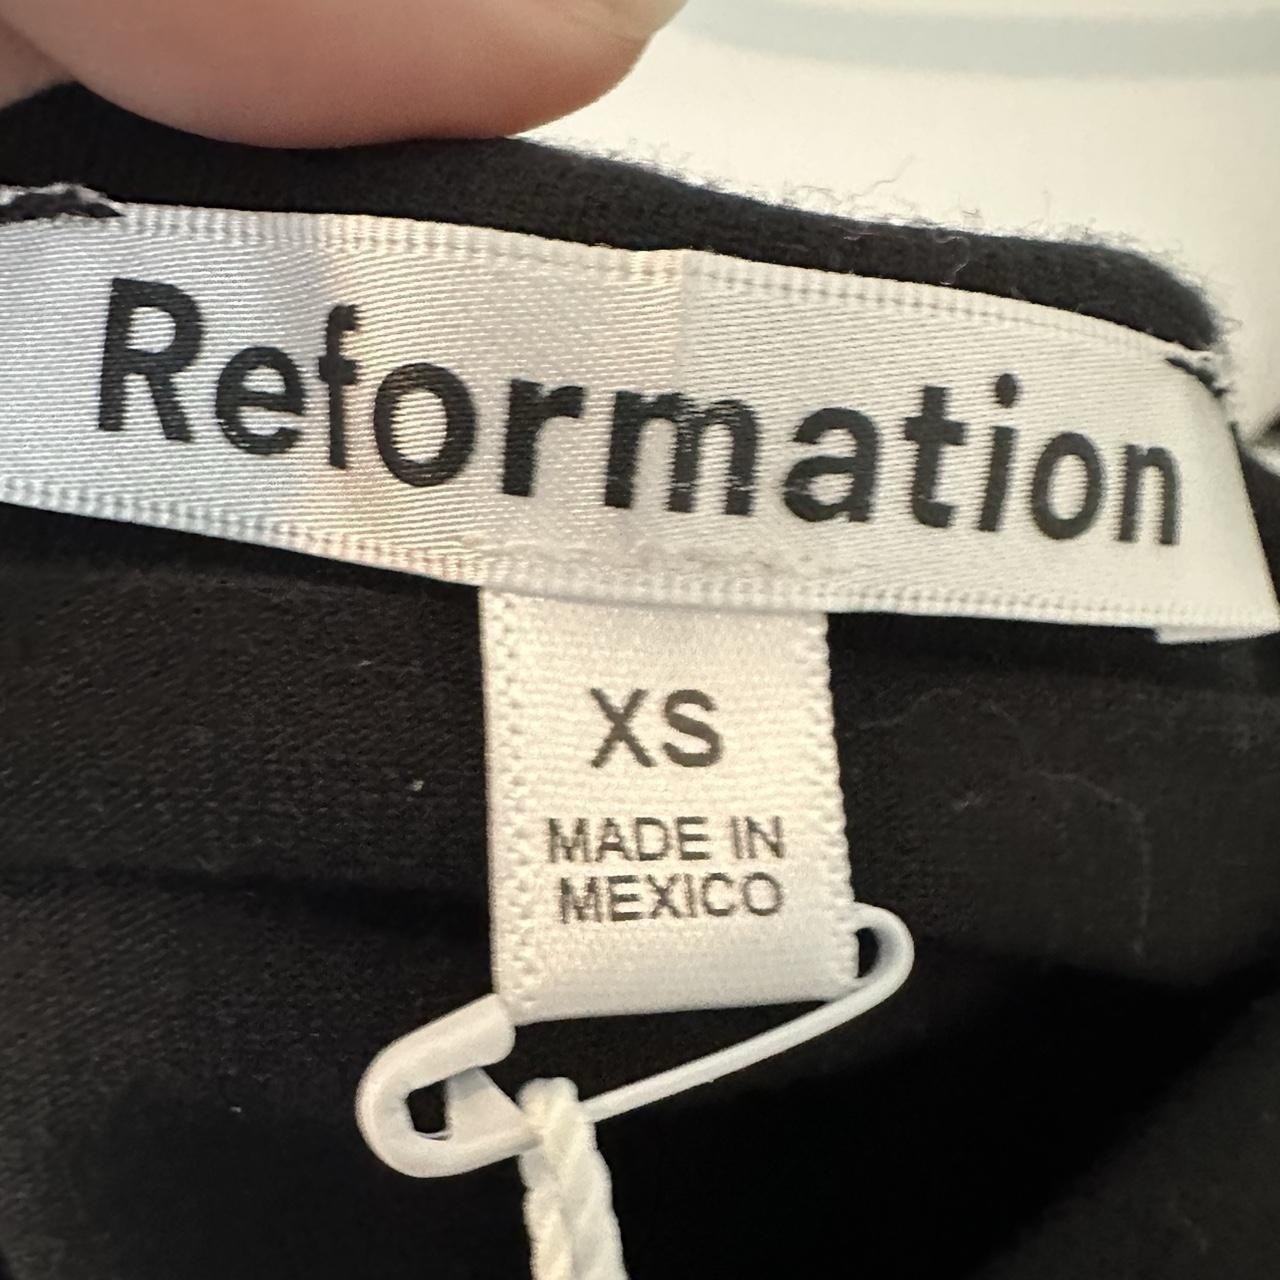 Reformation
XS
MADE IN
MEXICO